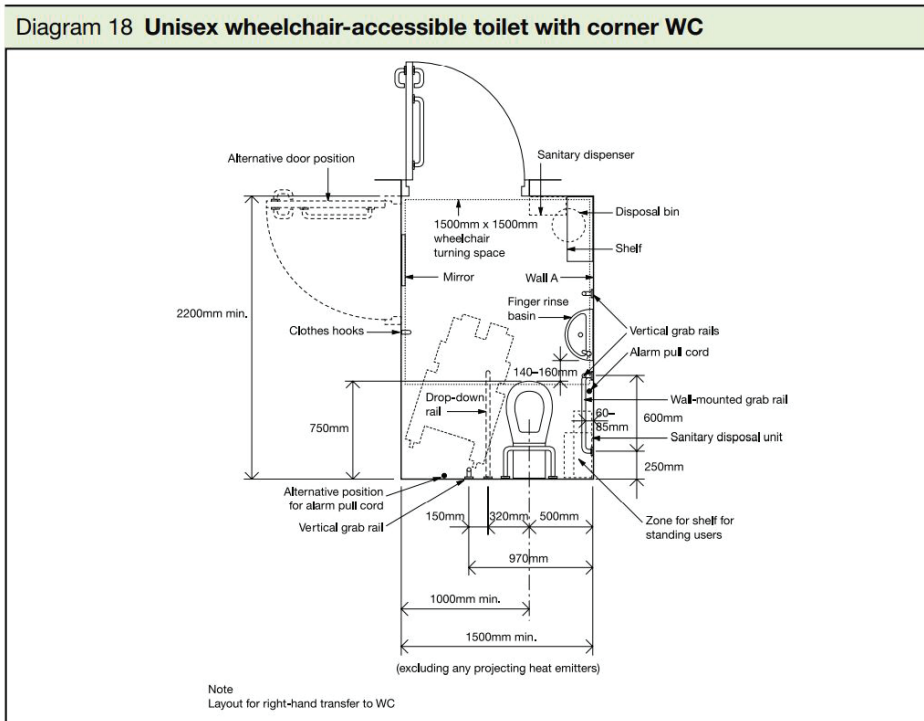 Diagram 18 Unisex wheelchair-accessible toilet with corner WC
Alternative door position
Sanitary dispenser
Disposal bin
1500mm x 1500mm
wheelchair
turning space
Shelf
Mirror
Wall A
2200mm min.
Finger rinse
basin
Clothes hooks
Vertical grab rails
Alarm pull cord
140–160mm
Drop-down
rail
Wall-mounted grab rail
750mm
60–
85mm
600mm
Sanitary disposal unit
250mm
Alternative position
for alarm pull cord
Vertical grab rail
150mm
320mm
500mm
Zone for shelf for
standing users
970mm
1000mm min.
1500mm min.
(excluding any projecting heat emitters)
Note
Layout for right-hand transfer to WC